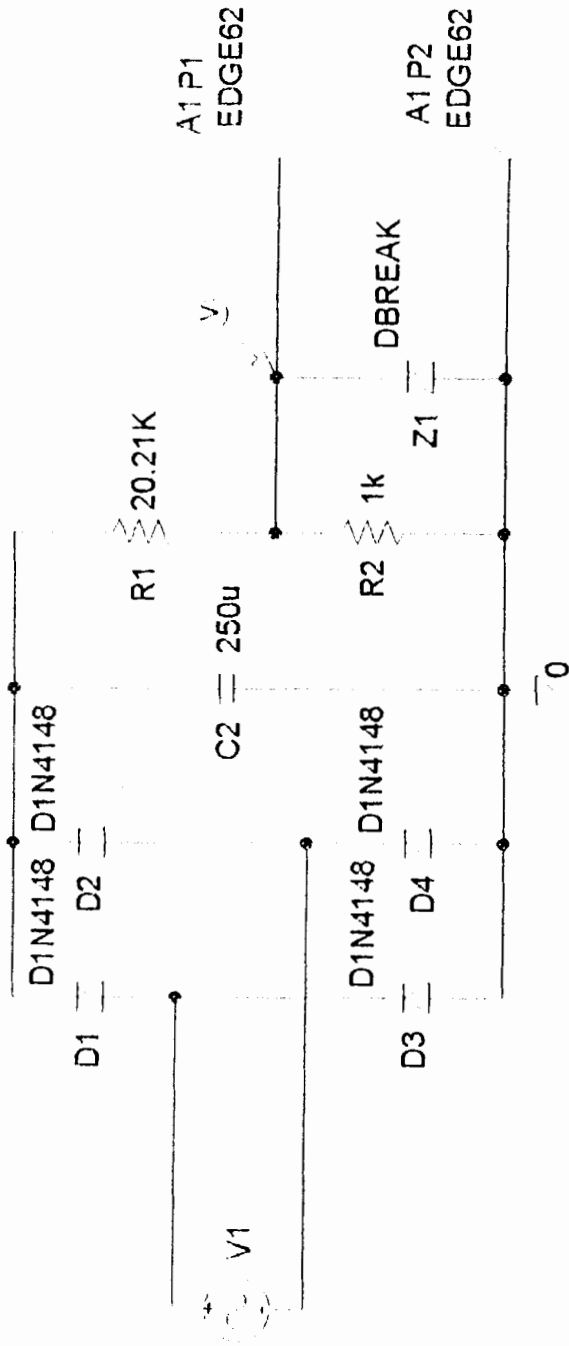 A1 P1
EDGE62
V
R1
20.21K
D1N4148
D1N4148
D1
D2
C2
250u
V1
+
-
R2
1k
DBREAK
Z1
A1 P2
EDGE62
D1N4148
D1N4148
D3
D4
0